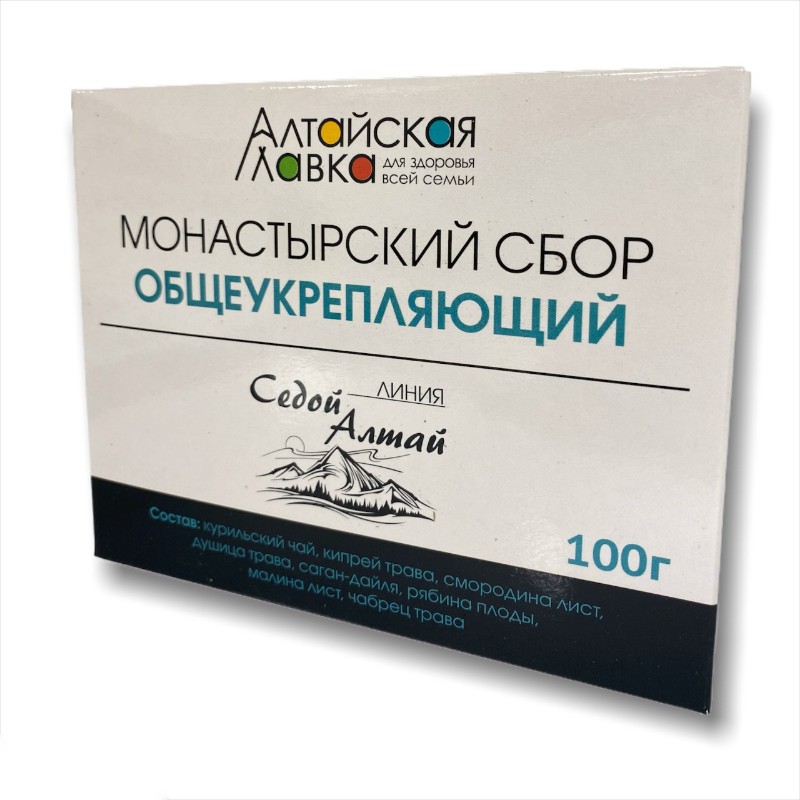 Алтайская
Лавка для здоровья
всей семьи
МОНАСТЫРСКИЙ СБОР
ОБЩЕУКРЕПЛЯЮЩИЙ
ЛИНИЯ
Седой
Алтай
100г
Состав: курильский чай, кипрей трава, смородина лист,
душица трава, саган-дайля, рябина плоды,
малина лист, чабрец трава